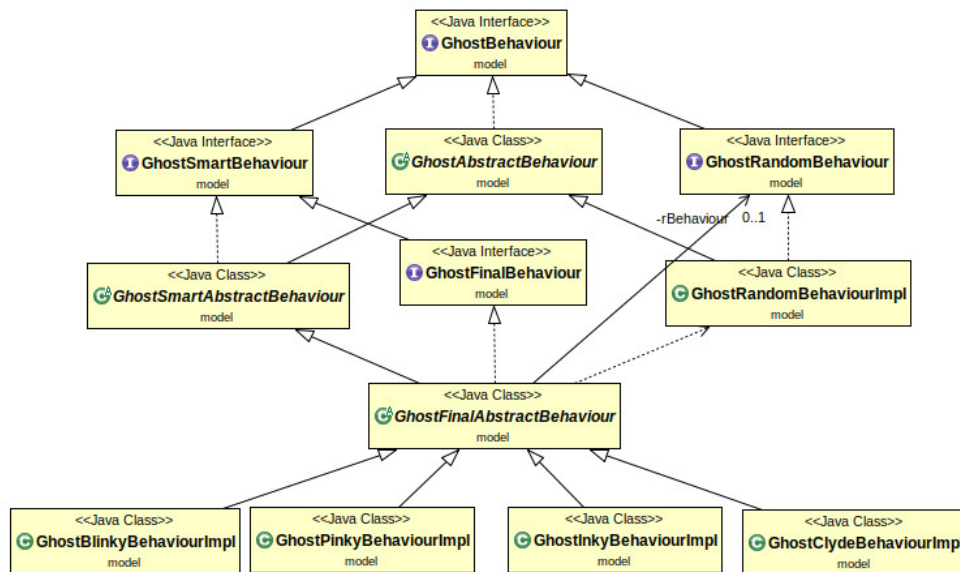 <<Java Interface>>
GhostBehaviour
model
<<Java Interface>>
GhostSmartBehaviour
model
<<Java Class>>
GhostAbstractBehaviour
model
<<Java Interface>>
GhostRandomBehaviour
model
-rBehaviour 0..1
<<Java Class>>
GhostSmartAbstractBehaviour
model
<<Java Interface>>
GhostFinalBehaviour
model
<<Java Class>>
GhostRandomBehaviourImpl
model
<<Java Class>>
GhostFinalAbstractBehaviour
model
<<Java Class>>
GhostBlinkyBehaviourImpl
model
<<Java Class>>
GhostPinkyBehaviourImpl
model
<<Java Class>>
GhostInkyBehaviourImpl
model
<<Java Class>>
GhostClydeBehaviourImpl
model